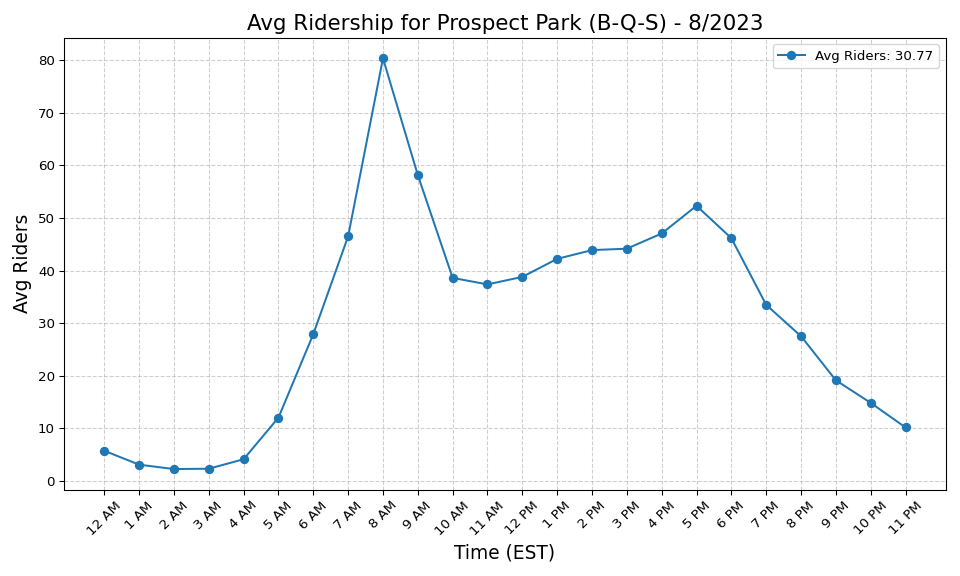 Avg Ridership for Prospect Park (B-Q-S) - 8/2023
Avg Riders: 30.77
Avg Riders
80
70
60
50
40
30
20
10
0
12 AM 1 AM 2 AM 3 AM 4 AM 5 AM 6 AM 7 AM 8 AM 9 AM 10 AM 11 AM 12 PM 1 PM 2 PM 3 PM 4 PM 5 PM 6 PM 7 PM 8 PM 9 PM 10 PM 11 PM
Time (EST)